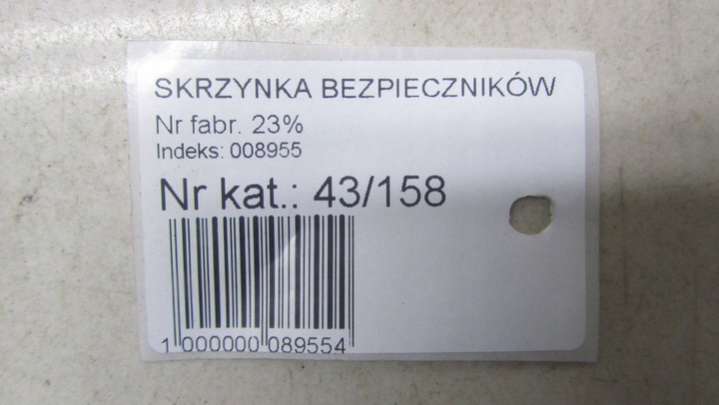 SKRZYNKA BEZPIECZNIKÓW
Nr fabr. 23%
Indeks: 008955
Nr kat.: 43/158
1 000000 089554